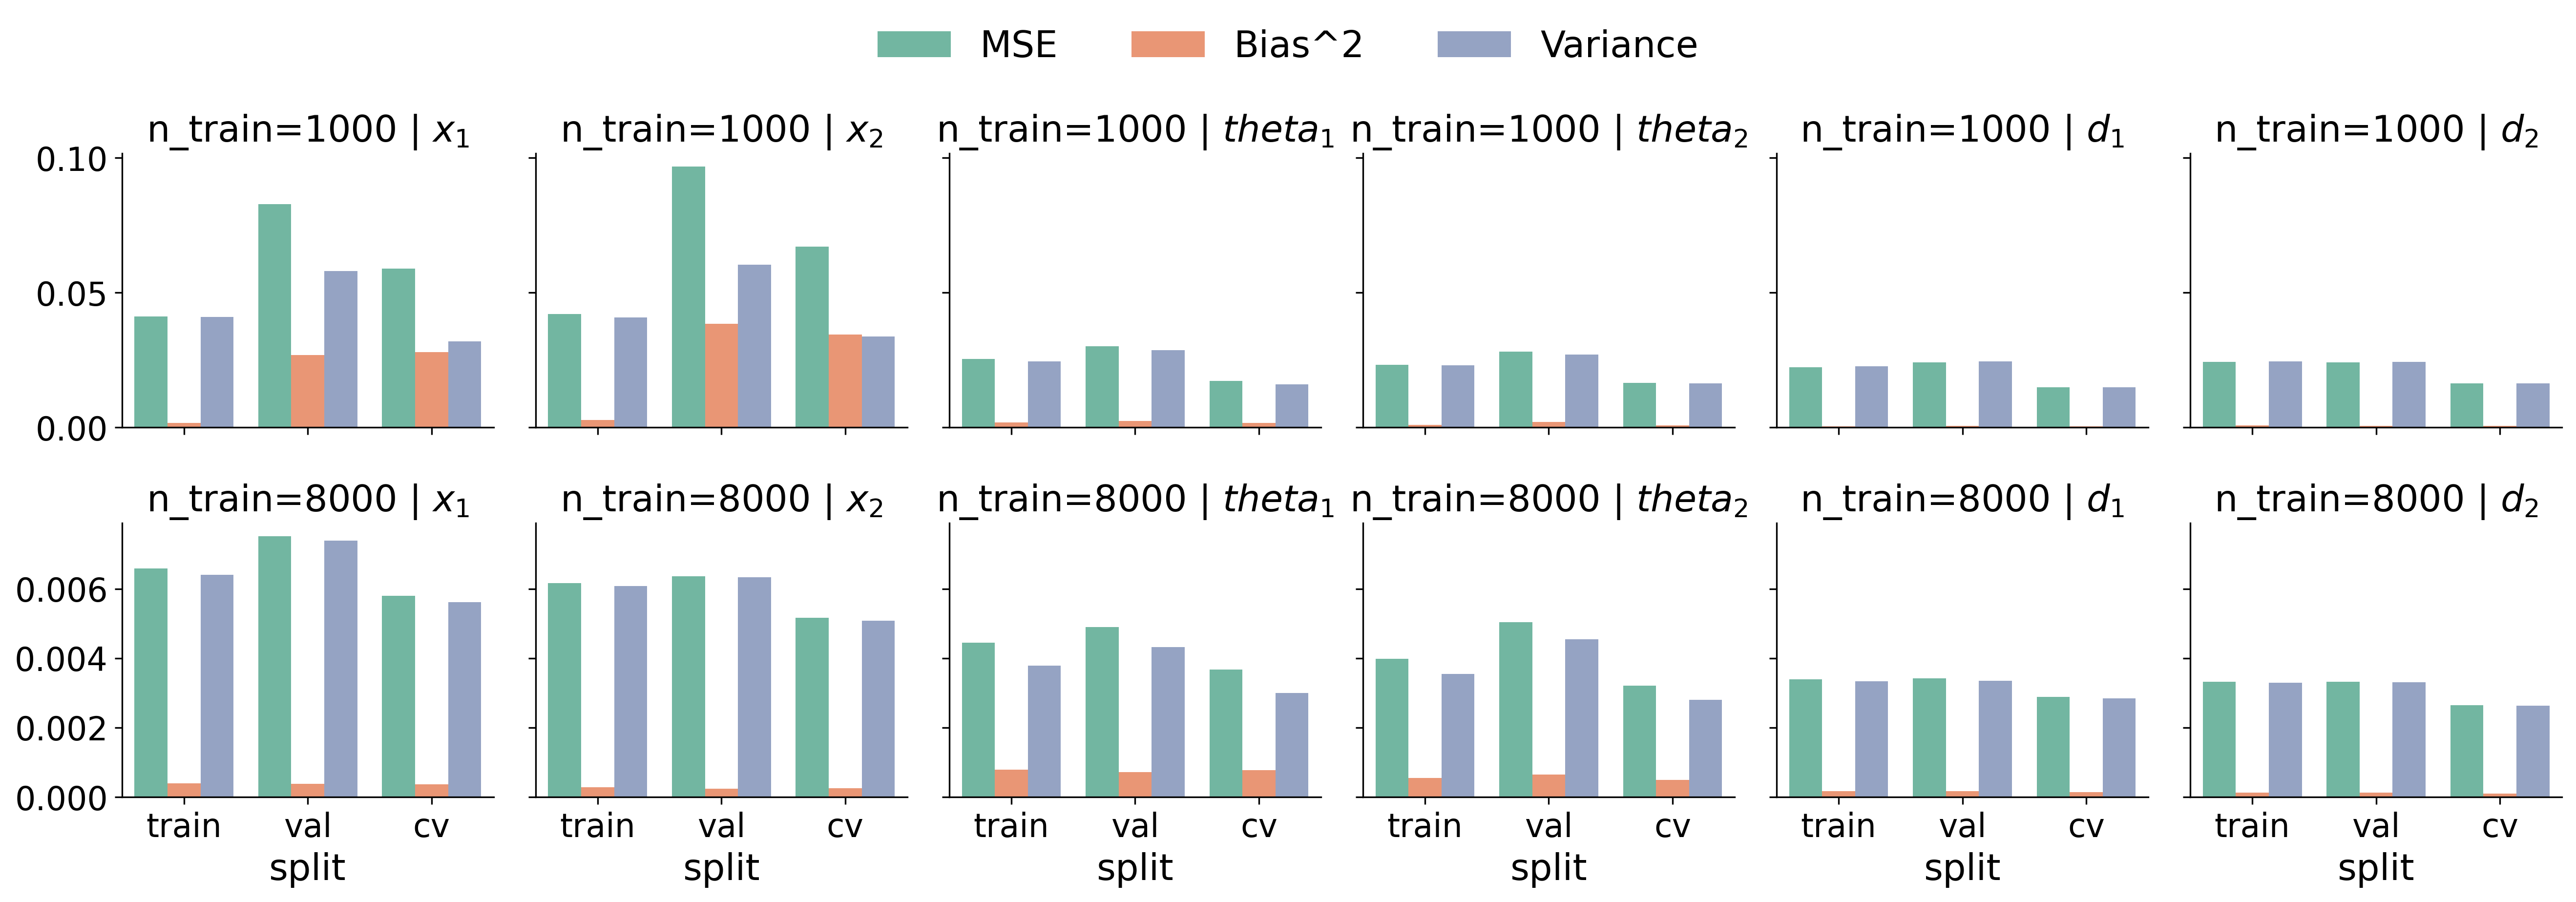 MSE Bias^2 Variance
n_train=1000 | x₁ n_train=1000 | x₂ n_train=1000 | theta₁ n_train=1000 | theta₂ n_train=1000 | d₁ n_train=1000 | d₂
0.10
0.05
0.00
n_train=8000 | x₁ n_train=8000 | x₂ n_train=8000 | theta₁ n_train=8000 | theta₂ n_train=8000 | d₁ n_train=8000 | d₂
0.006
0.004
0.002
0.000
train val cv train val cv train val cv train val cv train val cv train val cv
split split split split split split